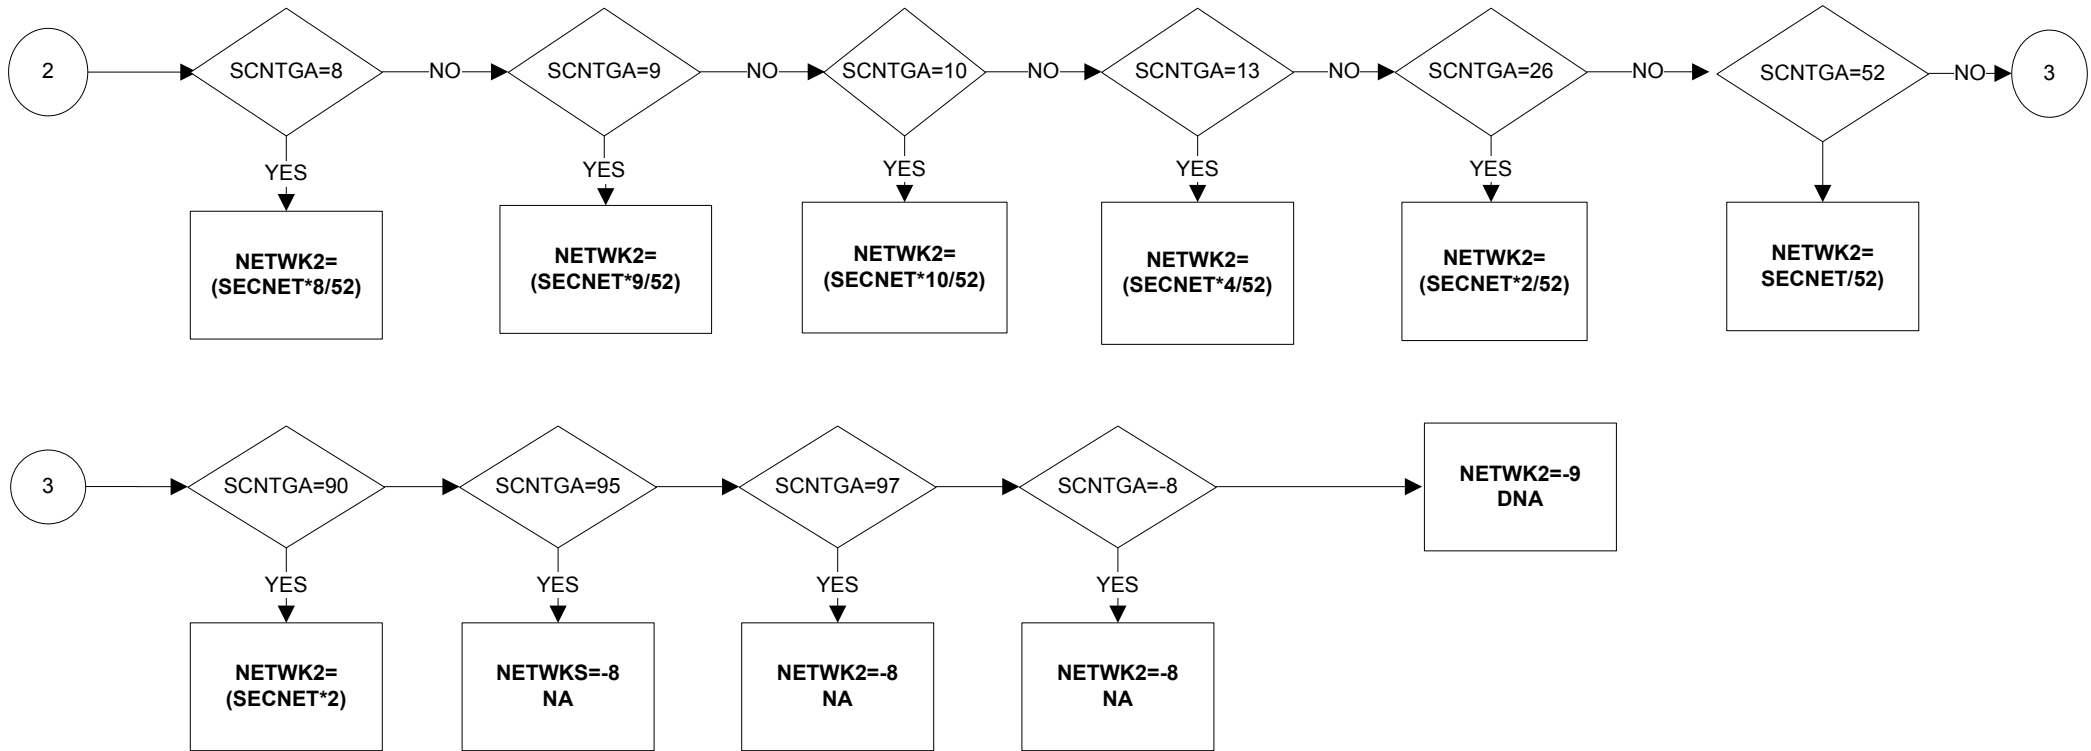 2
SCNTGA=8
NO
SCNTGA=9
NO
SCNTGA=10
NO
SCNTGA=13
NO
SCNTGA=26
NO
SCNTGA=52
NO
3
YES
YES
YES
YES
YES
NETWK2=
(SECNET*8/52)
NETWK2=
(SECNET*9/52)
NETWK2=
(SECNET*10/52)
NETWK2=
(SECNET*4/52)
NETWK2=
(SECNET*2/52)
NETWK2=
SECNET/52)
3
SCNTGA=90
SCNTGA=95
SCNTGA=97
SCNTGA=-8
NETWK2=-9
DNA
YES
YES
YES
YES
NETWK2=
(SECNET*2)
NETWKS=-8
NA
NETWK2=-8
NA
NETWK2=-8
NA